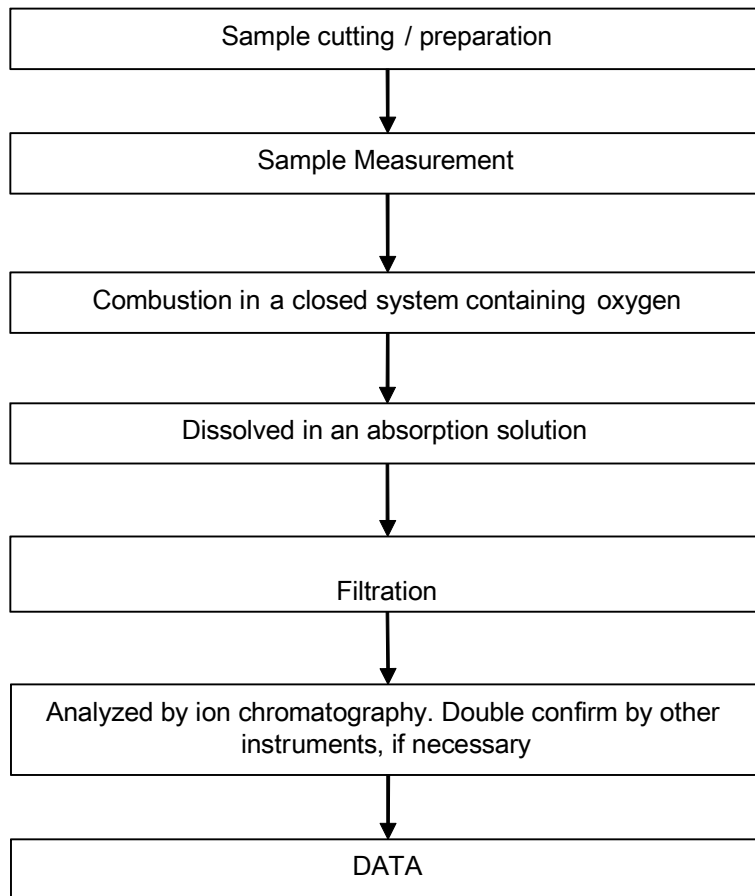 Sample cutting / preparation
Sample Measurement
Combustion in a closed system containing oxygen
Dissolved in an absorption solution
Filtration
Analyzed by ion chromatography. Double confirm by other
instruments, if necessary
DATA